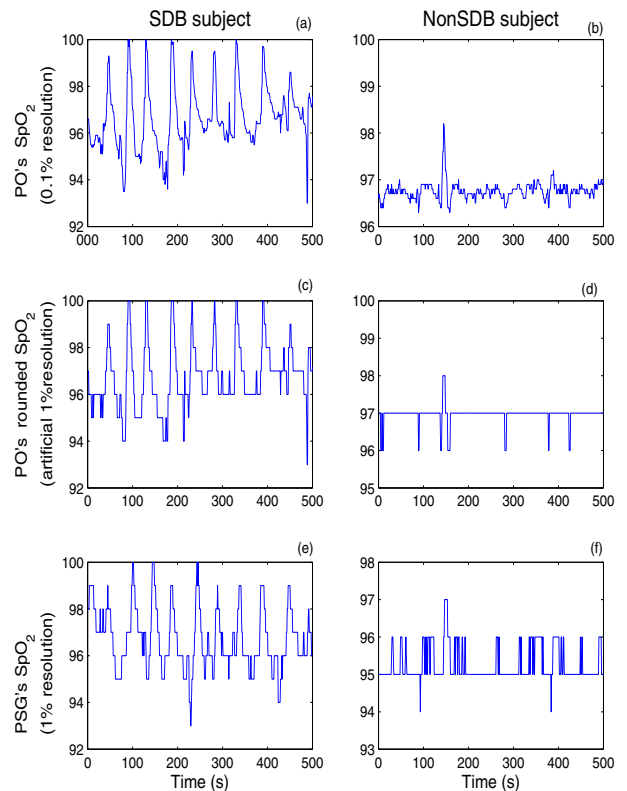 SDB subject
NonSDB subject
(a)
(b)
PO's SpO2
(0.1% resolution)
100
98
96
94
92
000 100 200 300 400 500
100
99
98
97
96
0 100 200 300 400 500
(c)
(d)
PO's rounded SpO2
(artificial 1%resolution)
100
98
96
94
92
0 100 200 300 400 500
100
99
98
97
96
95
0 100 200 300 400 500
(e)
(f)
PSG's SpO2
(1% resolution)
100
98
96
94
92
0 100 200 300 400 500
Time (s)
98
97
96
95
94
93
0 100 200 300 400 500
Time (s)